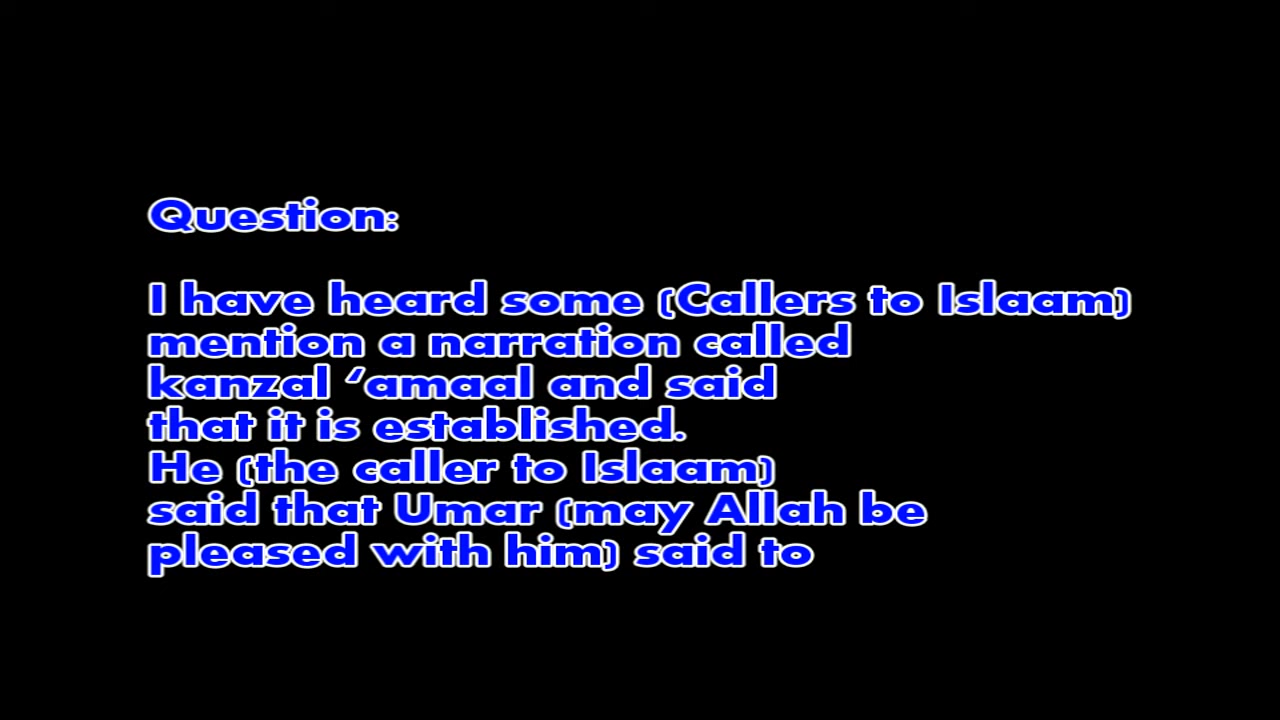 Question:
I have heard some (Callers to Islaam)
mention a narration called
kanzal ‘amaal and said
that it is established.
He (the caller to Islaam)
said that Umar (may Allah be
pleased with him) said to